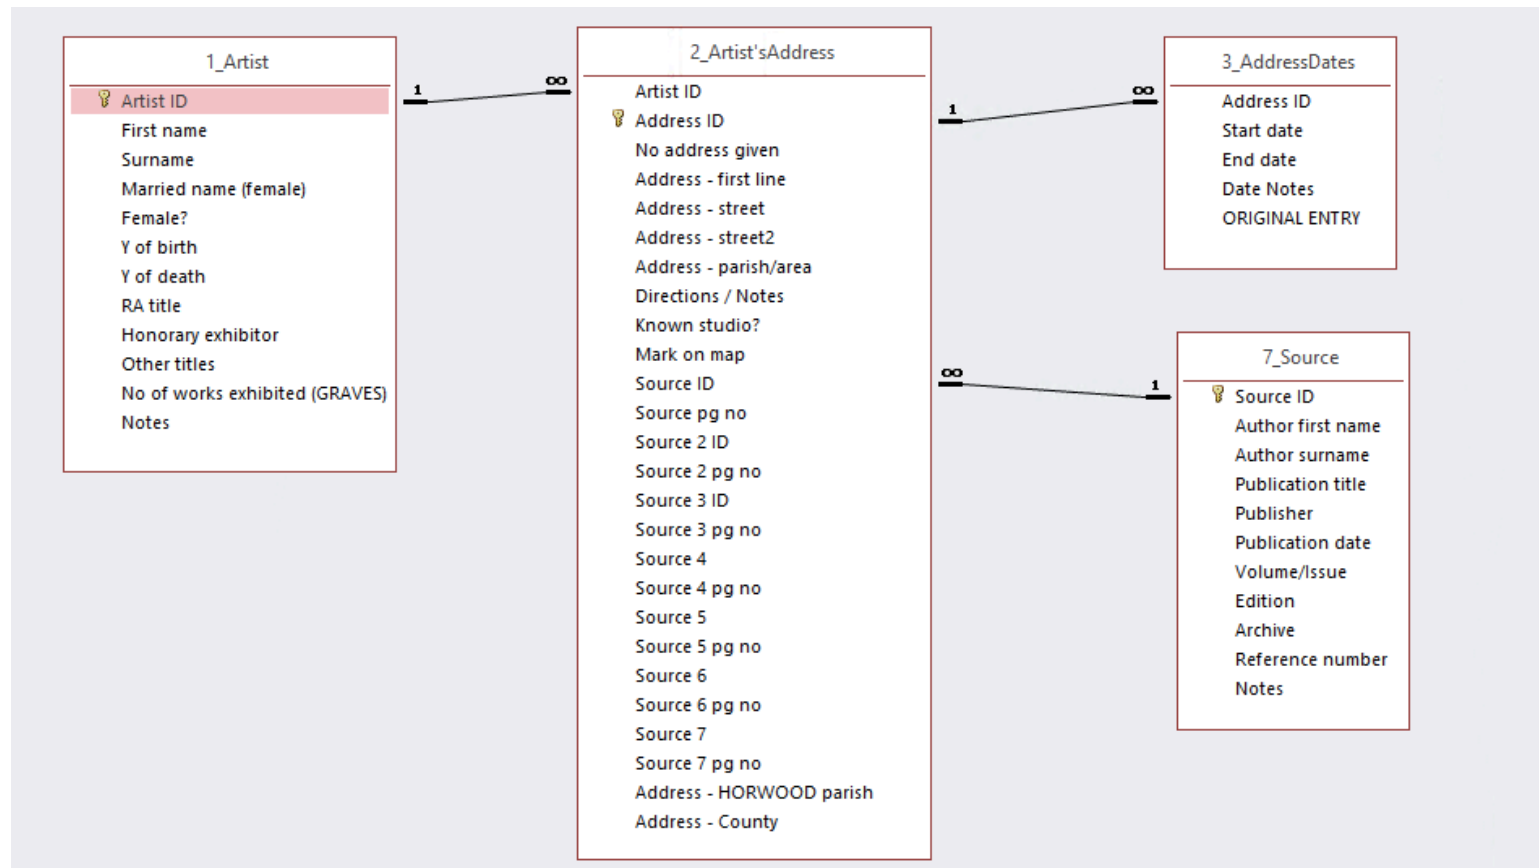 1_Artist
Artist ID
First name
Surname
Married name (female)
Female?
Y of birth
Y of death
RA title
Honorary exhibitor
Other titles
No of works exhibited (GRAVES)
Notes
1
∞
2_Artist'sAddress
Artist ID
Address ID
No address given
Address - first line
Address - street
Address - street2
Address - parish/area
Directions / Notes
Known studio?
Mark on map
Source ID
Source pg no
Source 2 ID
Source 2 pg no
Source 3 ID
Source 3 pg no
Source 4
Source 4 pg no
Source 5
Source 5 pg no
Source 6
Source 6 pg no
Source 7
Source 7 pg no
Address - HORWOOD parish
Address - County
1
∞
3_AddressDates
Address ID
Start date
End date
Date Notes
ORIGINAL ENTRY
∞
1
7_Source
Source ID
Author first name
Author surname
Publication title
Publisher
Publication date
Volume/Issue
Edition
Archive
Reference number
Notes